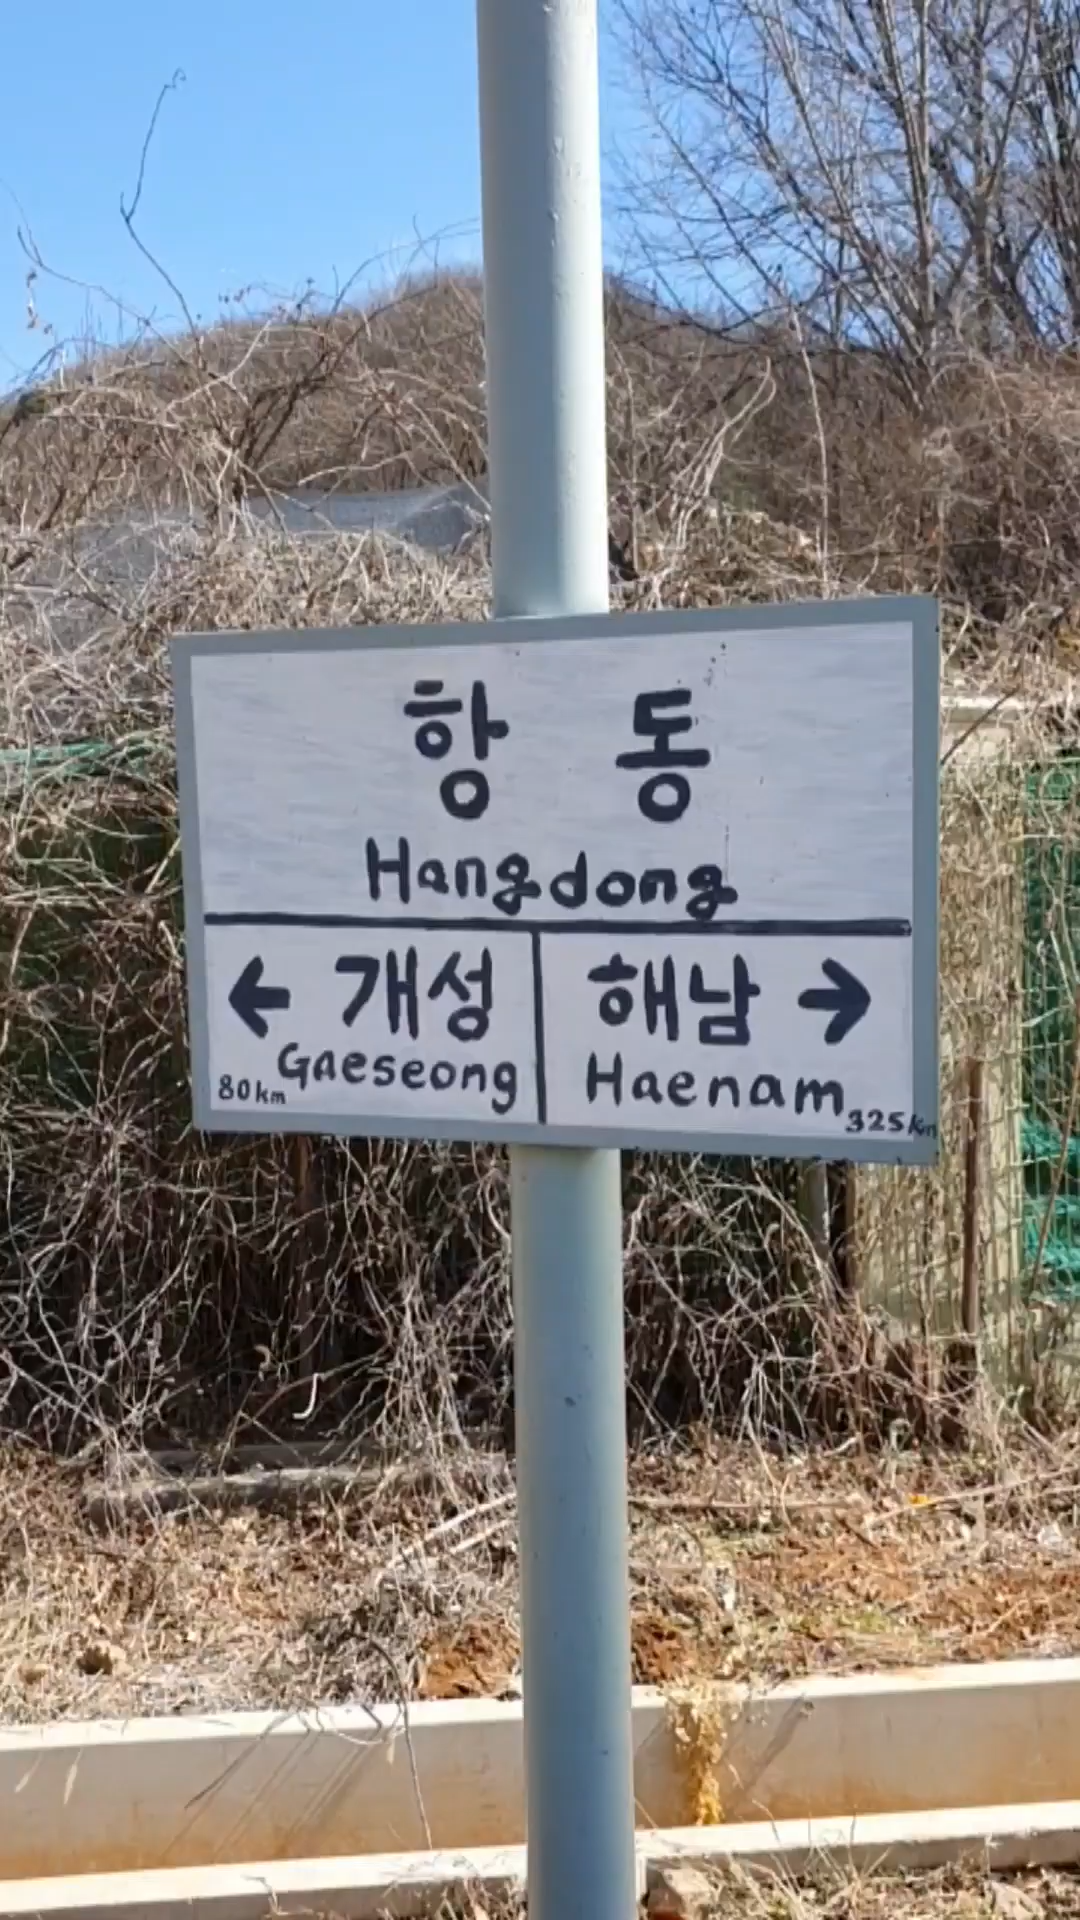 항 동
Hangdong
← 개성
Gaeseong
80km
해남 →
Haenam
325km